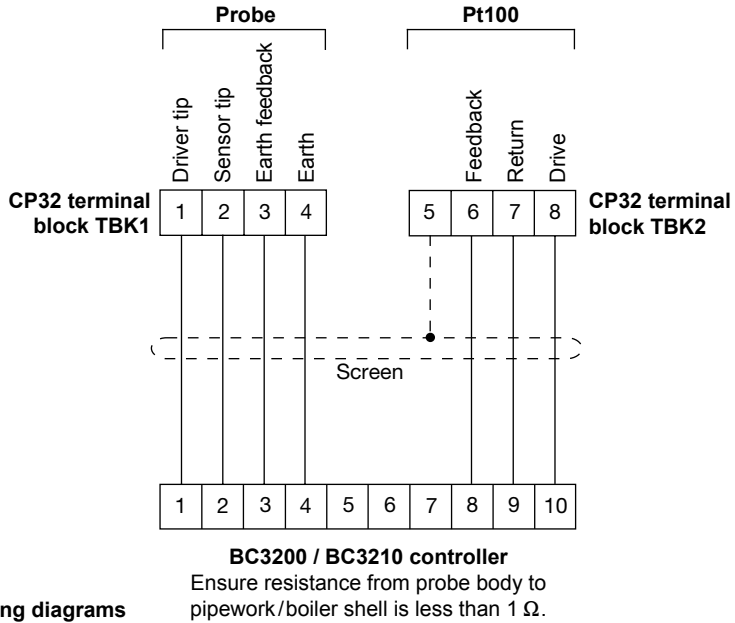 Probe
Pt100
Driver tip
Sensor tip
Earth feedback
Earth
Feedback
Return
Drive
CP32 terminal
block TBK1
1 2 3 4
5 6 7 8
CP32 terminal
block TBK2
Screen
1 2 3 4 5 6 7 8 9 10
BC3200 / BC3210 controller
Ensure resistance from probe body to
pipework/boiler shell is less than 1 Ω.
ng diagrams